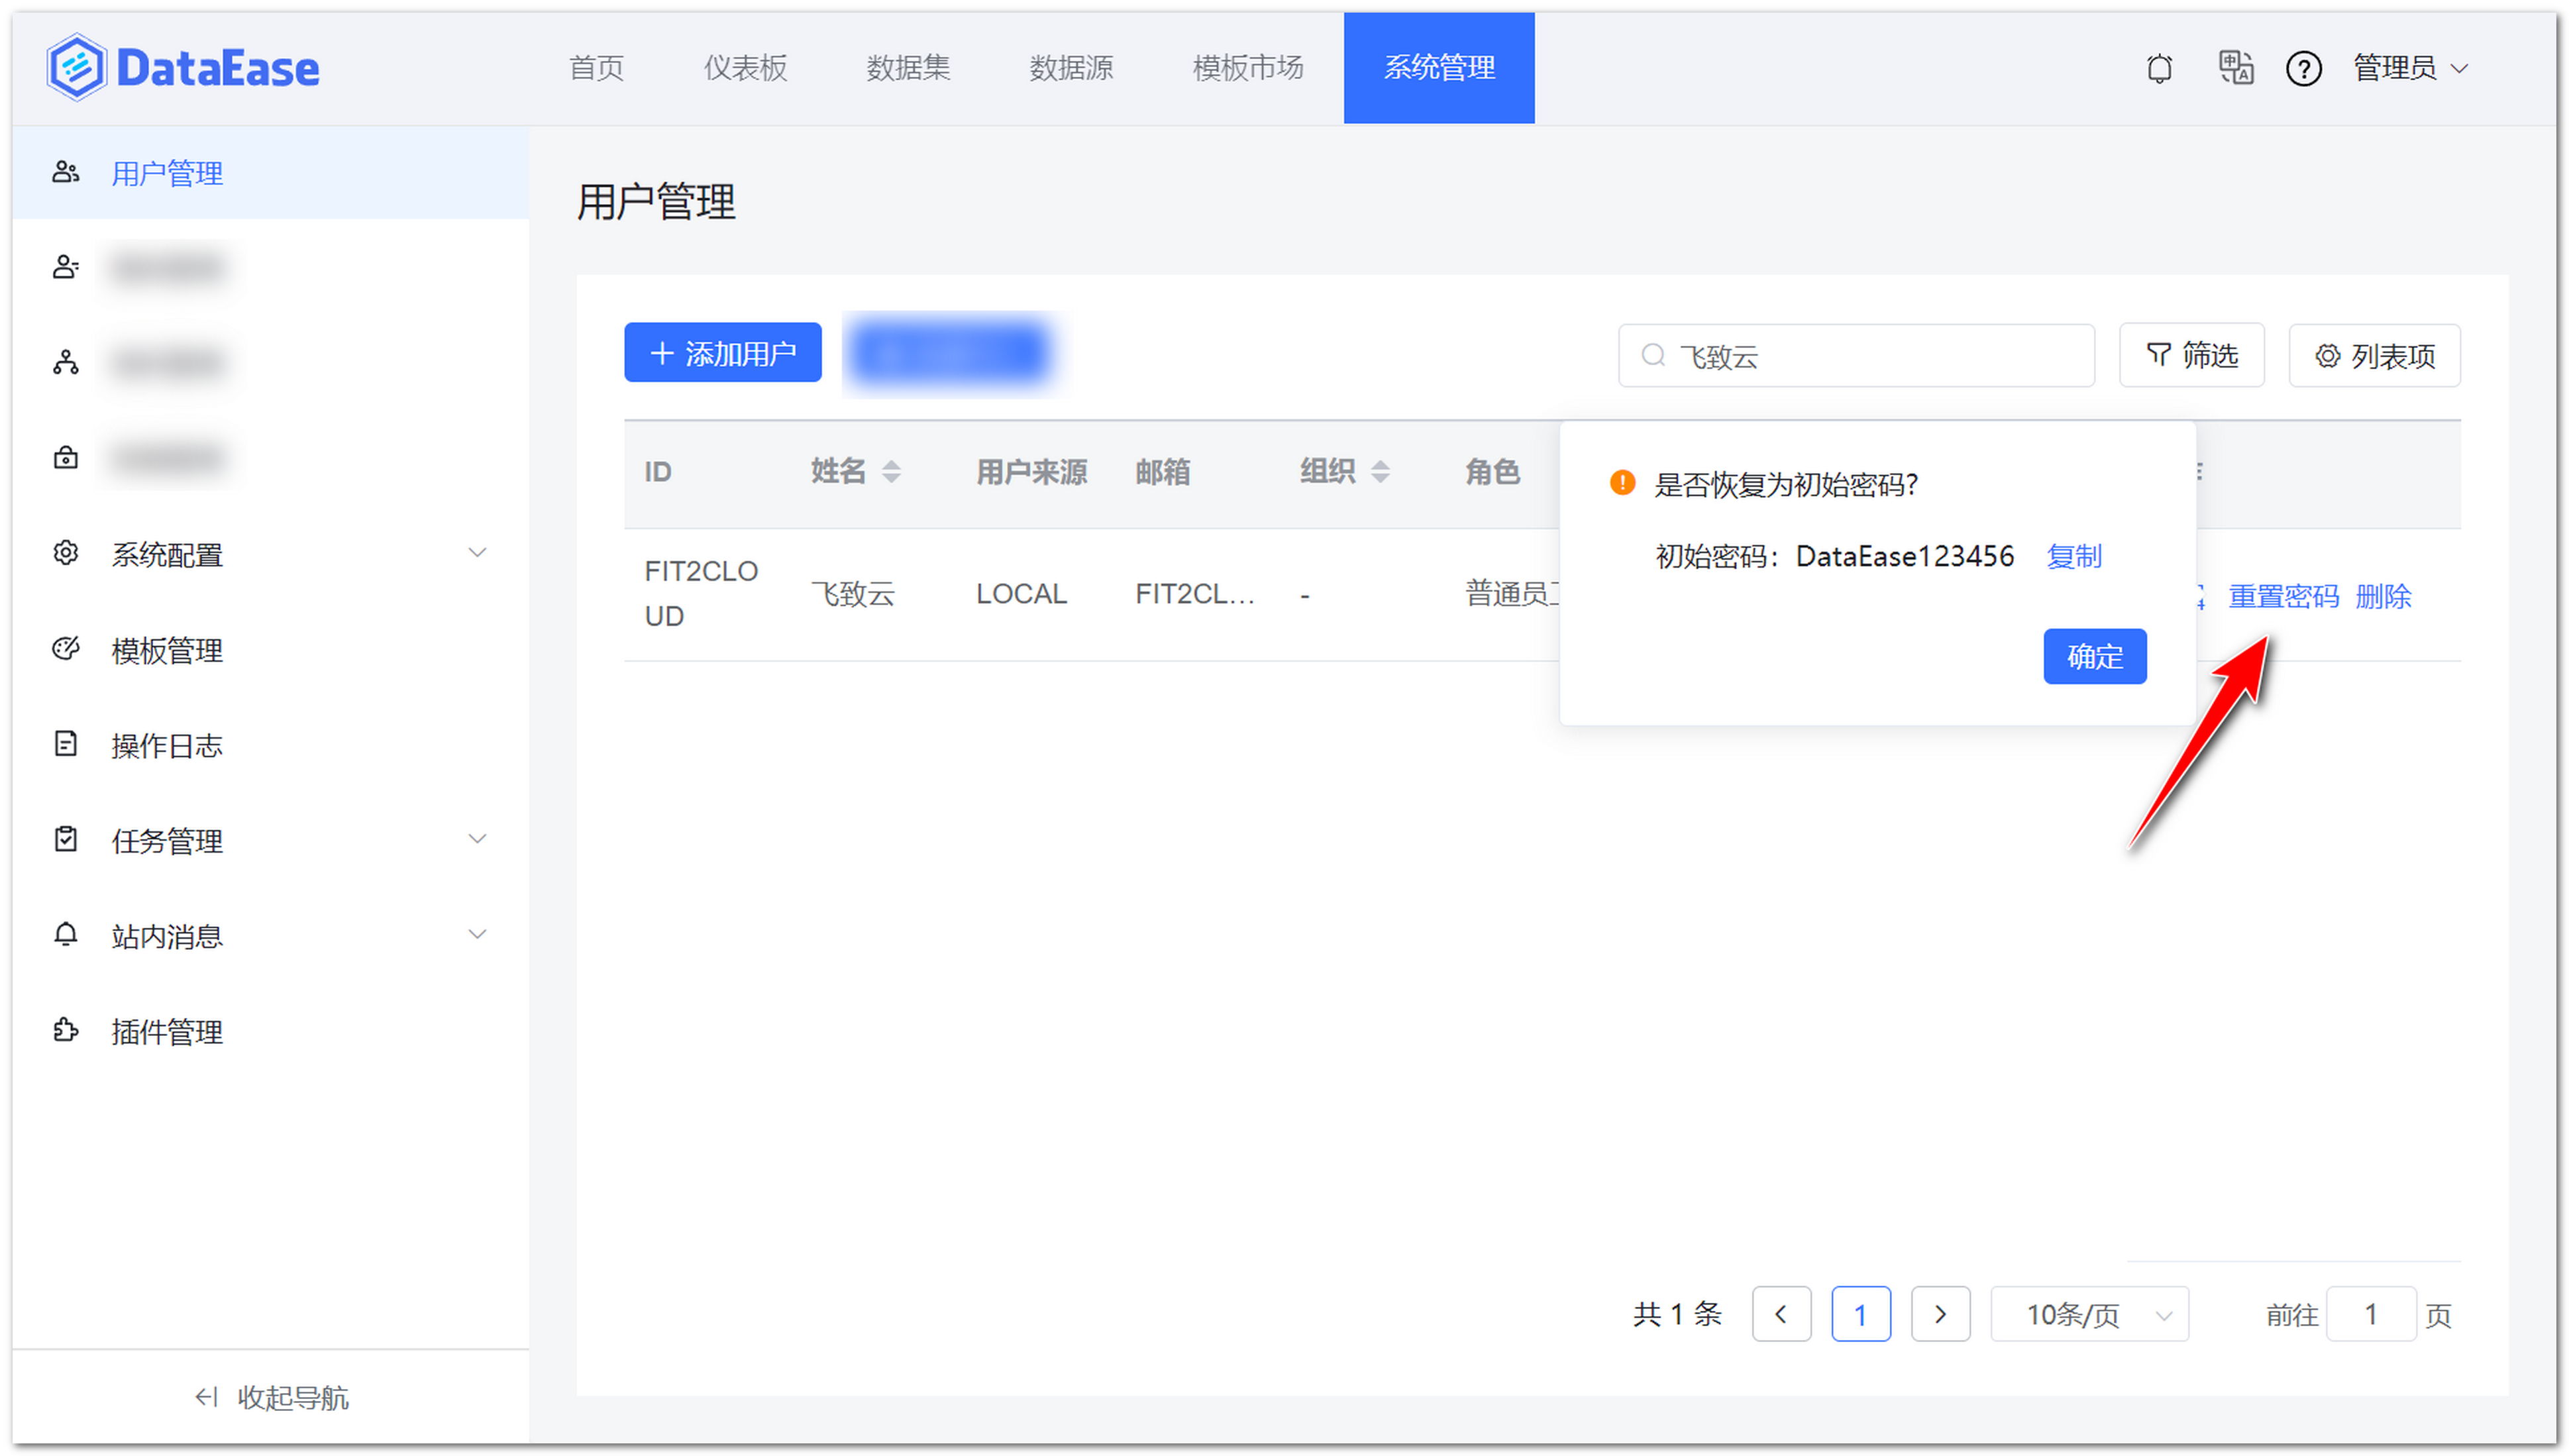 DataEase
首页 仪表板 数据集 数据源 模板市场 系统管理
管理员
用户管理
系统配置
模板管理
操作日志
任务管理
站内消息
插件管理
收起导航
用户管理
添加用户
飞致云
筛选
列表项
ID 姓名 用户来源 邮箱 组织 角色
FIT2CLO
UD
飞致云 LOCAL FIT2CL... - 普通员
重置密码 删除
是否恢复为初始密码?
初始密码：DataEase123456 复制
确定
共 1 条 1 10条/页 前往 1 页